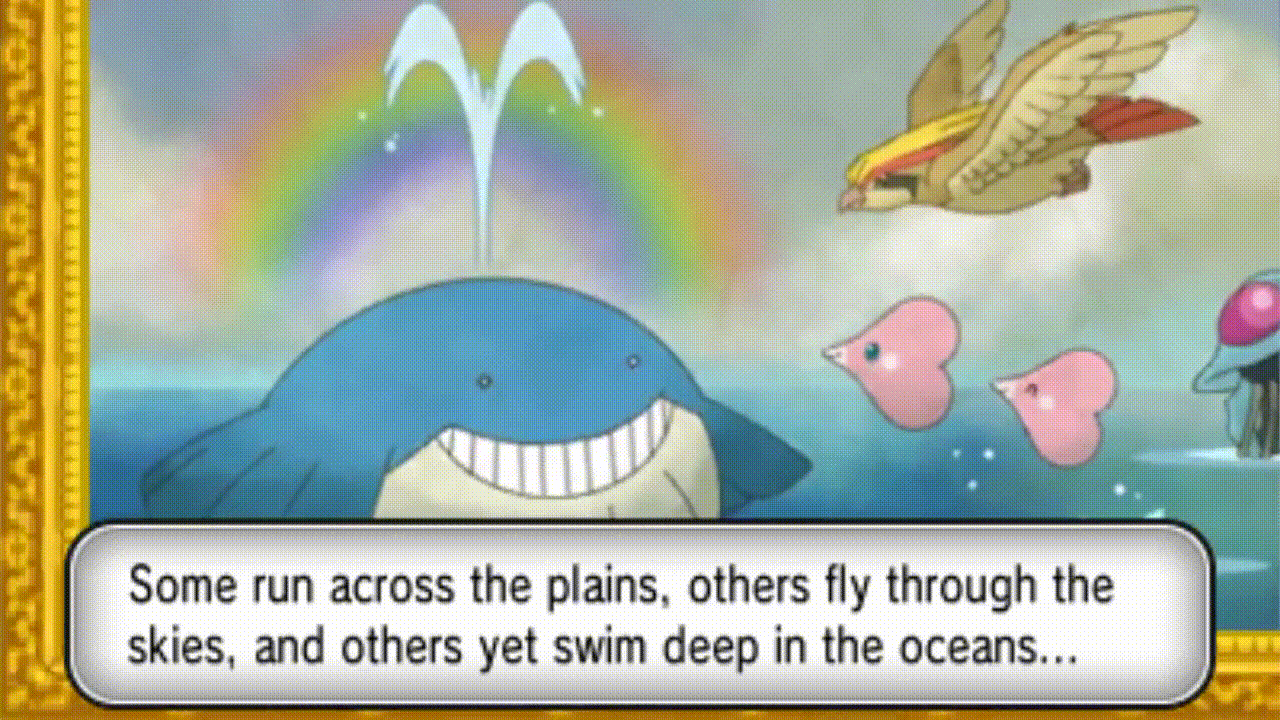 Some run across the plains, others fly through the
skies, and others yet swim deep in the oceans...